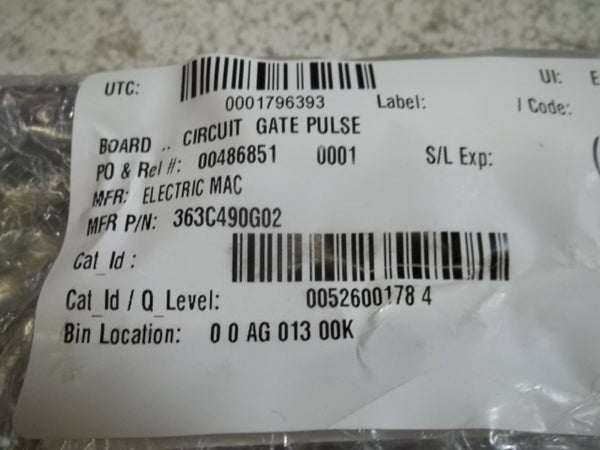 UTC: UI: E
0001796393 Label: / Code:
BOARD .. CIRCUIT GATE PULSE
PO & Rel #: 00486851 0001 S/L Exp:
MFR: ELECTRIC MAC
MFR P/N: 363C490G02
Cat_Id :
Cat_Id / Q_Level: 0052600178 4
Bin Location: 0 0 AG 013 00K